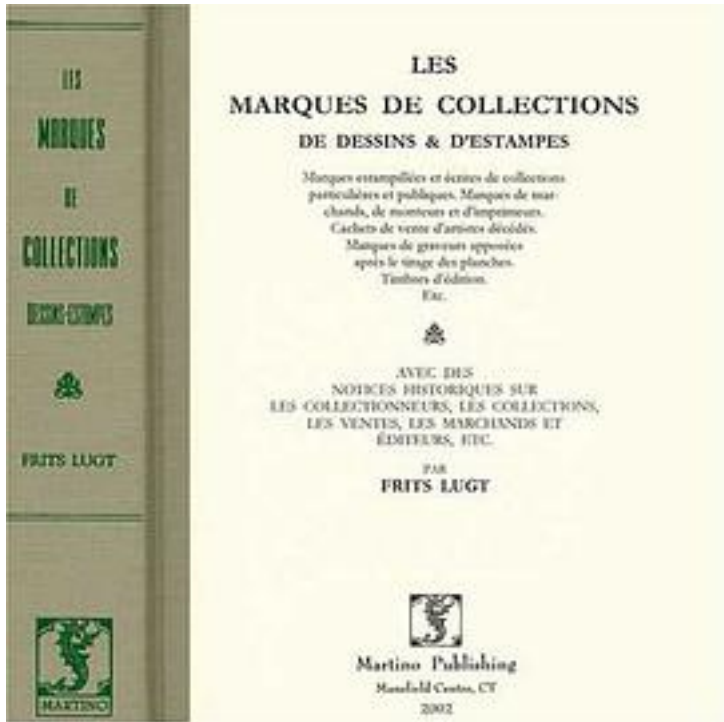 LES
MARQUES
DE
COLLECTIONS
DESSINS-ESTAMPES
FRITS LUGT
MARTINO
LES
MARQUES DE COLLECTIONS
DE DESSINS & D'ESTAMPES
Marques estampillées et écrites de collections
particulières et publiques. Marques de mar-
chands, de monteurs et d'imprimeurs.
Cachets de vente d'artistes décédés.
Marques de graveurs apposées
après le tirage des planches.
Timbres d'édition.
Etc.
AVEC DES
NOTICES HISTORIQUES SUR
LES COLLECTIONNEURS, LES COLLECTIONS,
LES VENTES, LES MARCHANDS ET
ÉDITEURS, ETC.
PAR
FRITS LUGT
Martino Publishing
Mansfield Centre, CT
2002